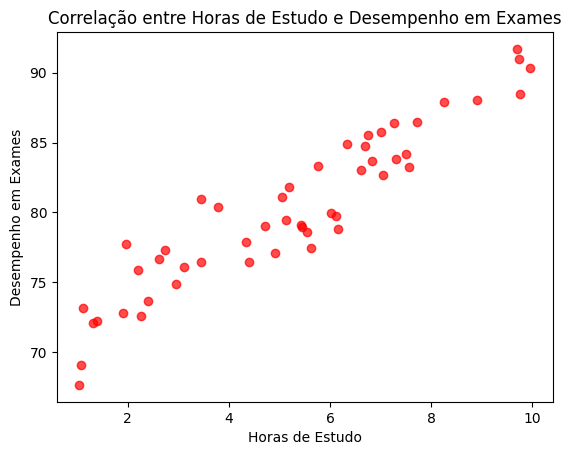 Correlação entre Horas de Estudo e Desempenho em Exames
Desempenho em Exames
90
85
80
75
70
2 4 6 8 10
Horas de Estudo